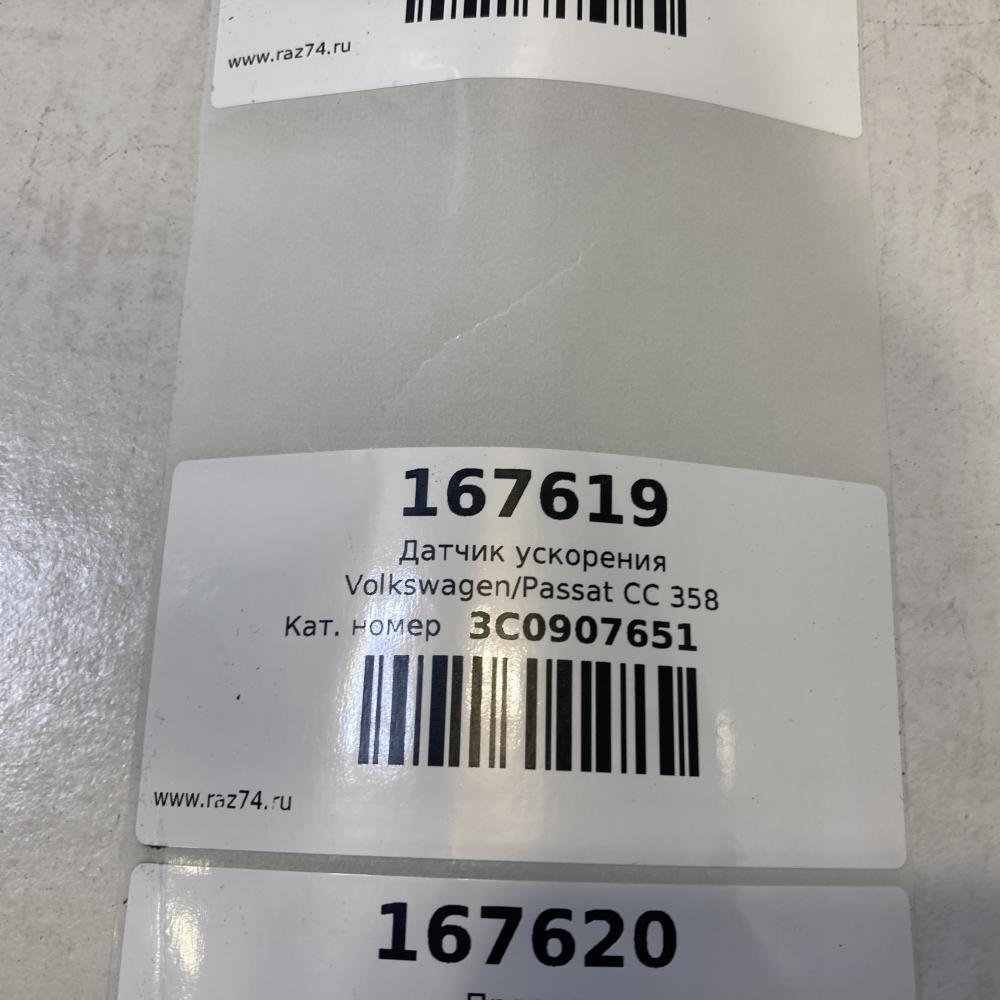 www.raz74.ru
167619
Датчик ускорения
Volkswagen/Passat CC 358
Кат. номер 3C0907651
www.raz74.ru
167620